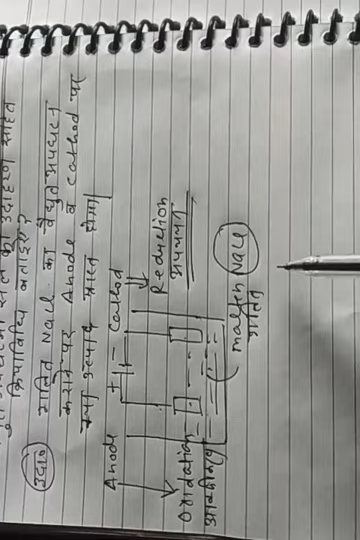 क्रियाविधि बताइए?
उदा० गलित NaCl का वैधुत अपघटन
करने पर Anode व cathod पर
क्या उत्पाद प्राप्त होगा
Anode + - Cathod
Oxidation Reduction
आक्सीकरण अपचयन
malten NaCl
गलित